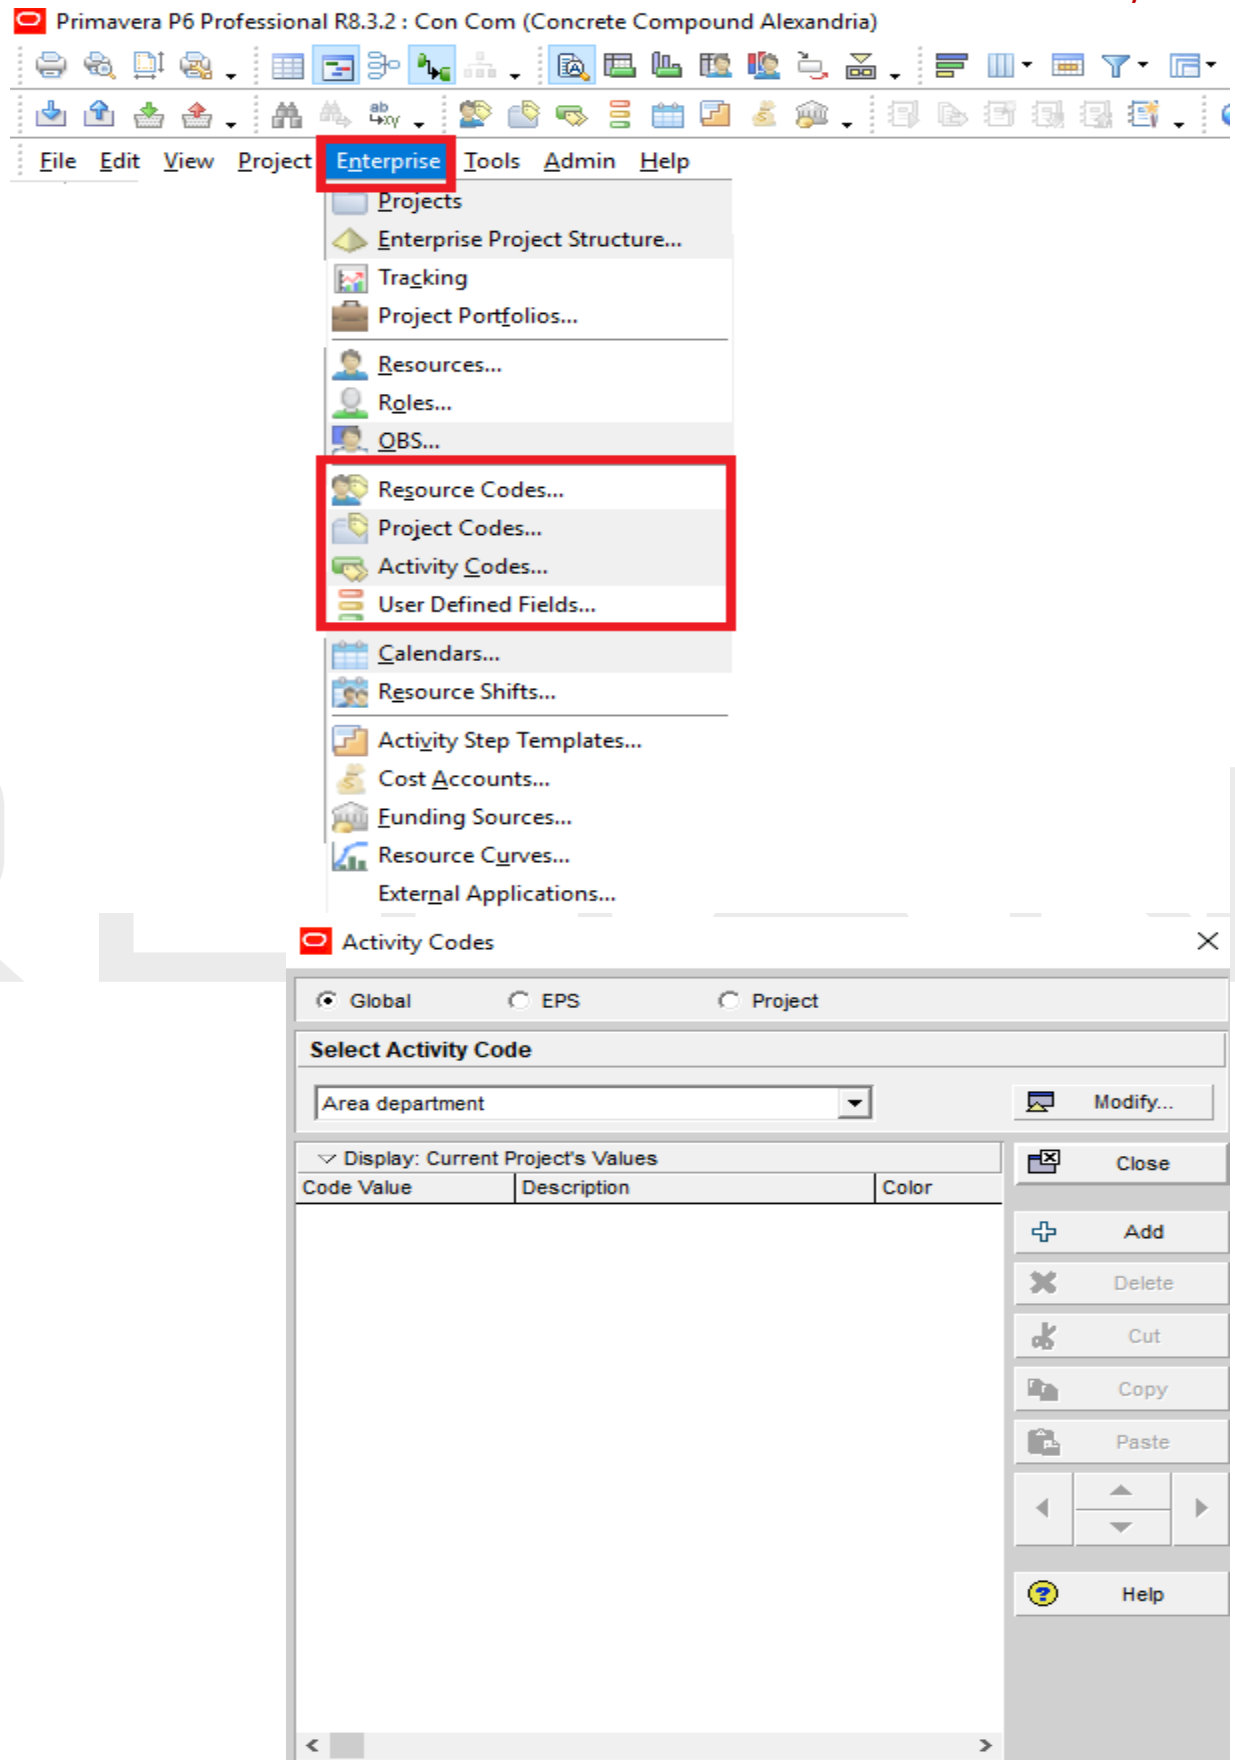 Primavera P6 Professional R8.3.2 : Con Com (Concrete Compound Alexandria)
File Edit View Project Enterprise Tools Admin Help
Projects
Enterprise Project Structure...
Tracking
Project Portfolios...
Resources...
Roles...
OBS...
Resource Codes...
Project Codes...
Activity Codes...
User Defined Fields...
Calendars...
Resource Shifts...
Activity Step Templates...
Cost Accounts...
Funding Sources...
Resource Curves...
External Applications...
Activity Codes
Global EPS Project
Select Activity Code
Area department Modify...
Display: Current Project's Values Close
Code Value Description Color
Add
Delete
Cut
Copy
Paste
Help